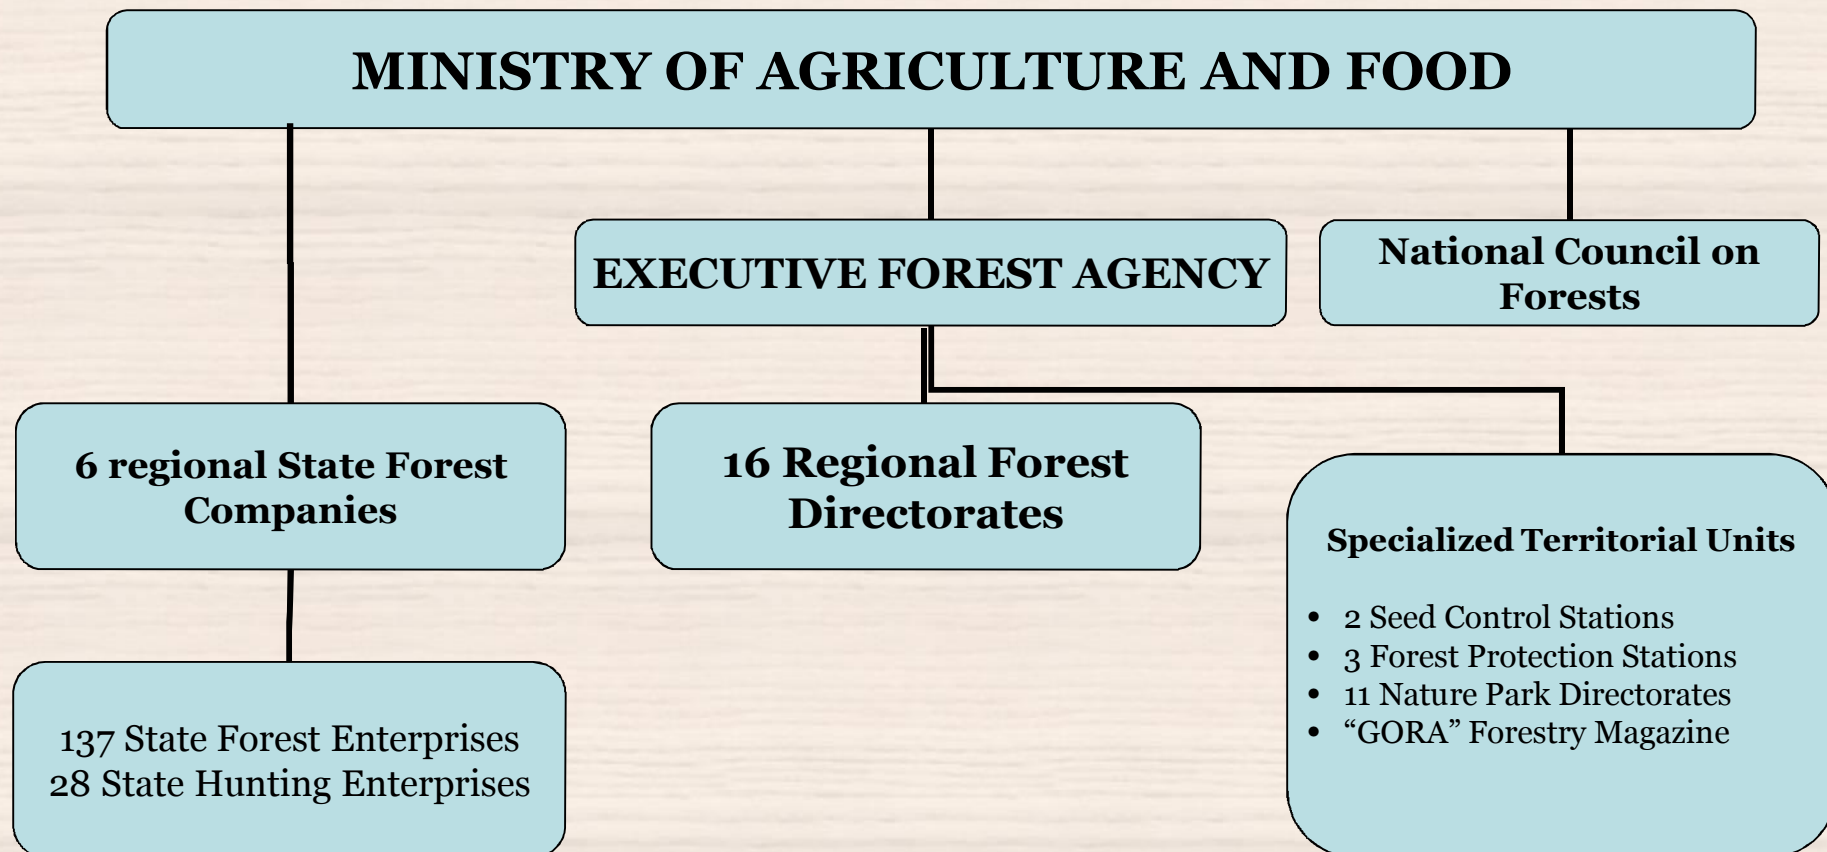 MINISTRY OF AGRICULTURE AND FOOD
EXECUTIVE FOREST AGENCY
National Council on
Forests
6 regional State Forest
Companies
16 Regional Forest
Directorates
Specialized Territorial Units
• 2 Seed Control Stations
• 3 Forest Protection Stations
• 11 Nature Park Directorates
• “GORA” Forestry Magazine
137 State Forest Enterprises
28 State Hunting Enterprises